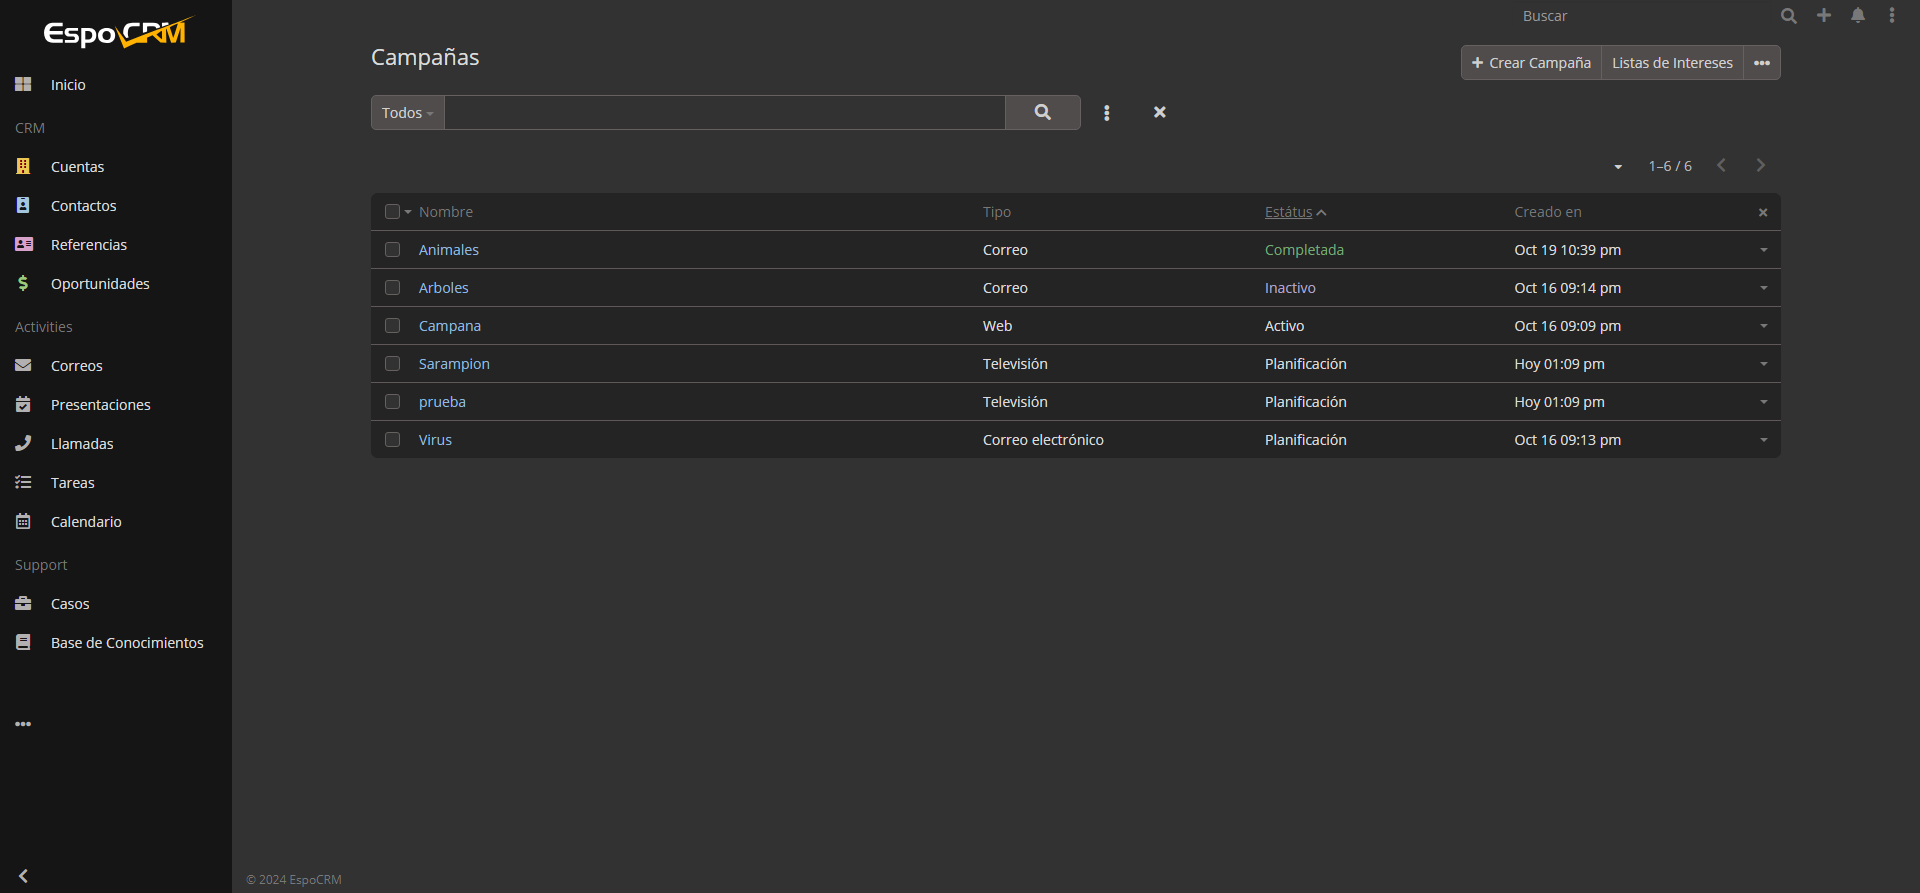 EspoCRM
Buscar
Inicio
CRM
Cuentas
Contactos
Referencias
Oportunidades
Activities
Correos
Presentaciones
Llamadas
Tareas
Calendario
Support
Casos
Base de Conocimientos
Campañas
Crear Campaña
Listas de Intereses
Todos
1–6 / 6
Nombre Tipo Estátus Creado en
Animales Correo Completada Oct 19 10:39 pm
Arboles Correo Inactivo Oct 16 09:14 pm
Campana Web Activo Oct 16 09:09 pm
Sarampion Televisión Planificación Hoy 01:09 pm
prueba Televisión Planificación Hoy 01:09 pm
Virus Correo electrónico Planificación Oct 16 09:13 pm
© 2024 EspoCRM